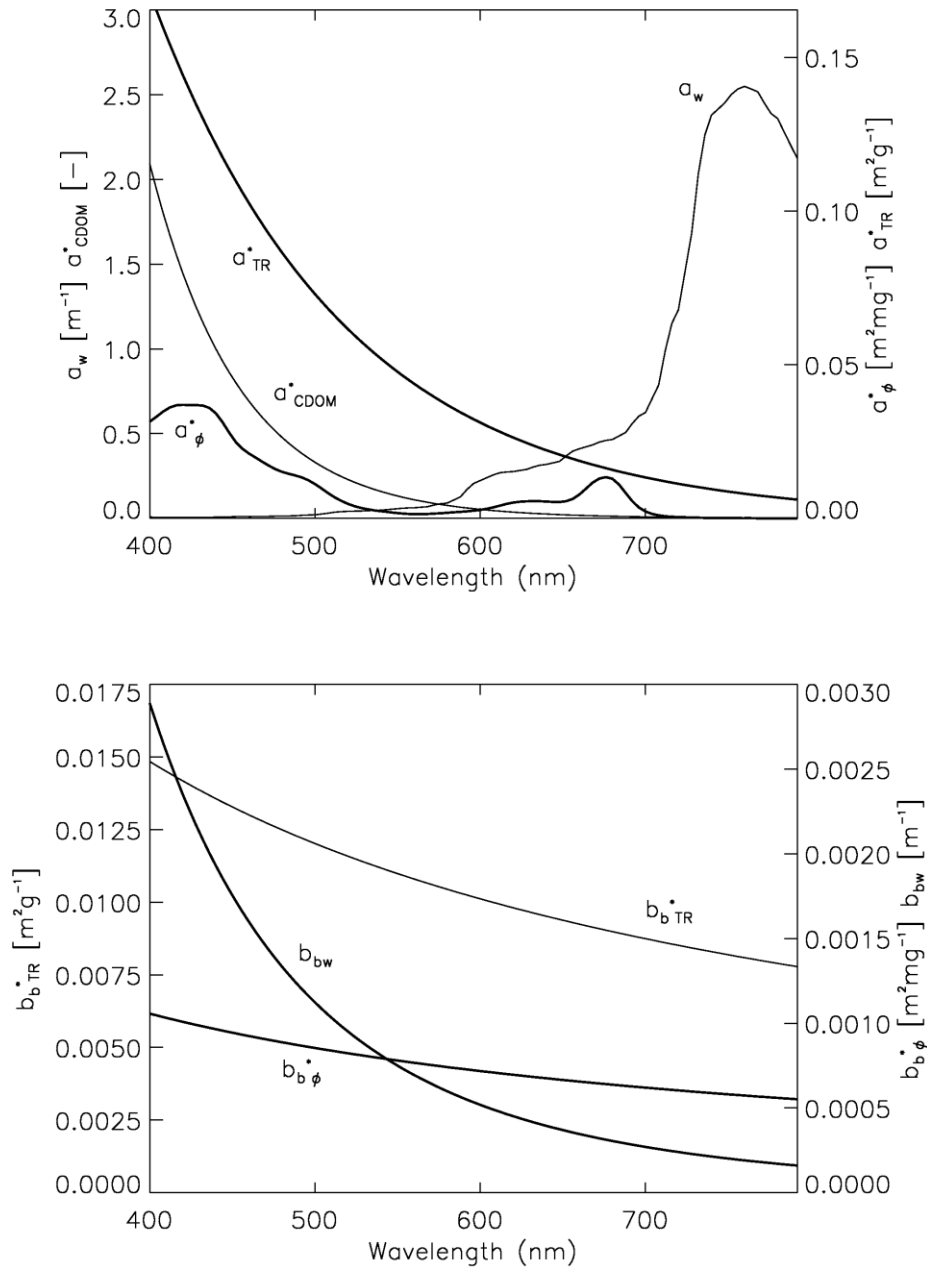 3.0
2.5
2.0
1.5
1.0
0.5
0.0
a_w [m⁻¹] a*_CDOM [−]
0.15
0.10
0.05
0.00
a*_ϕ [m²mg⁻¹] a*_TR [m²g⁻¹]
a_w
a*_TR
a*_CDOM
a*_ϕ
400 500 600 700
Wavelength (nm)
0.0175
0.0150
0.0125
0.0100
0.0075
0.0050
0.0025
0.0000
b_b*_TR [m²g⁻¹]
0.0030
0.0025
0.0020
0.0015
0.0010
0.0005
0.0000
b_b*_ϕ [m²mg⁻¹] b_bw [m⁻¹]
b_b*_TR
b_bw
b_b*_ϕ
400 500 600 700
Wavelength (nm)